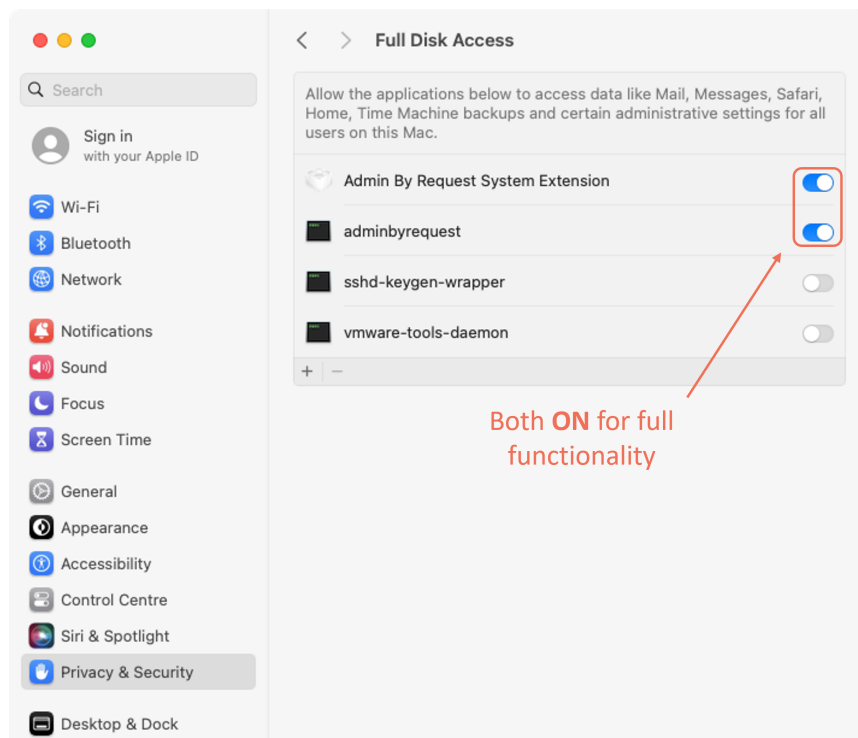 Full Disk Access
Search
Sign in
with your Apple ID
Wi-Fi
Bluetooth
Network
Notifications
Sound
Focus
Screen Time
General
Appearance
Accessibility
Control Centre
Siri & Spotlight
Privacy & Security
Desktop & Dock
Allow the applications below to access data like Mail, Messages, Safari,
Home, Time Machine backups and certain administrative settings for all
users on this Mac.
Admin By Request System Extension
adminbyrequest
sshd-keygen-wrapper
vmware-tools-daemon
Both ON for full
functionality